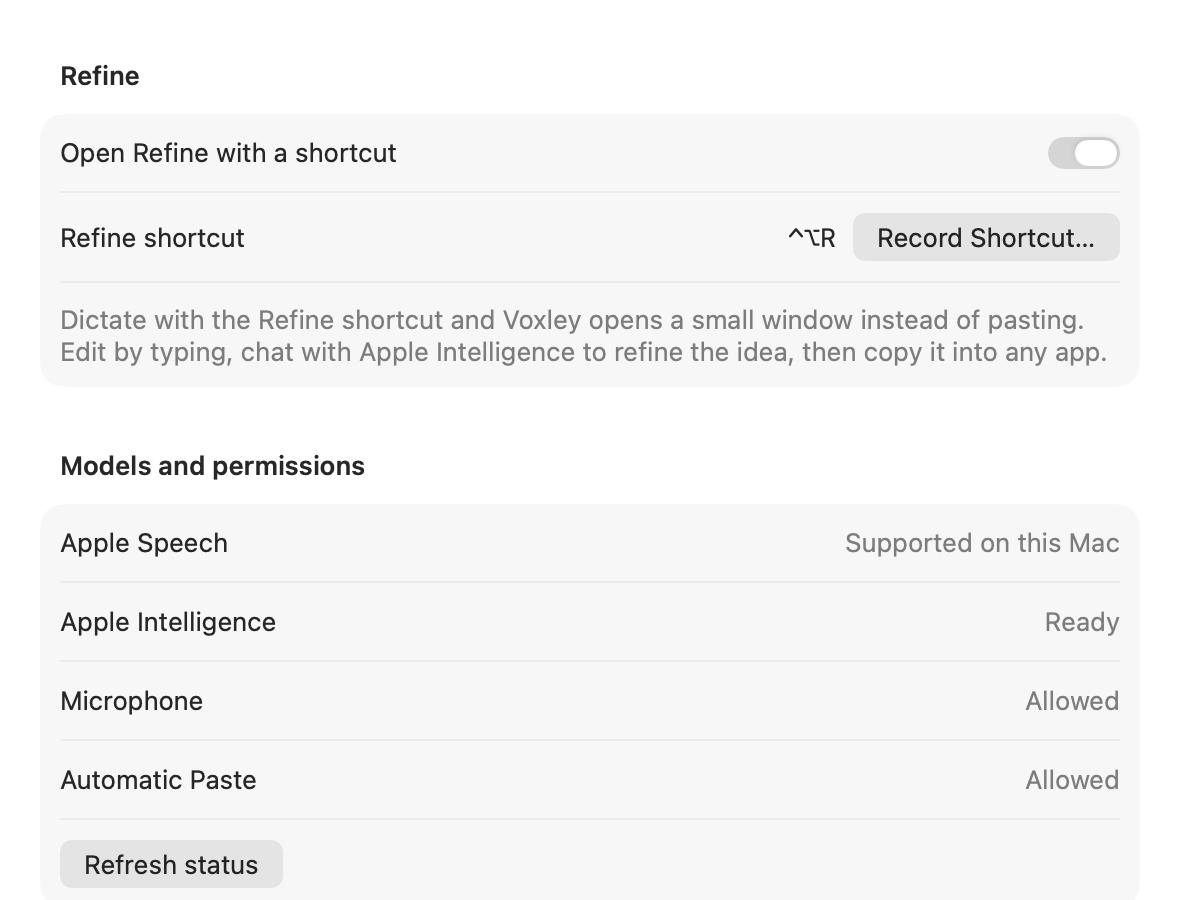 Refine
Open Refine with a shortcut
Refine shortcut ^⌥R Record Shortcut...
Dictate with the Refine shortcut and Voxley opens a small window instead of pasting.
Edit by typing, chat with Apple Intelligence to refine the idea, then copy it into any app.
Models and permissions
Apple Speech Supported on this Mac
Apple Intelligence Ready
Microphone Allowed
Automatic Paste Allowed
Refresh status